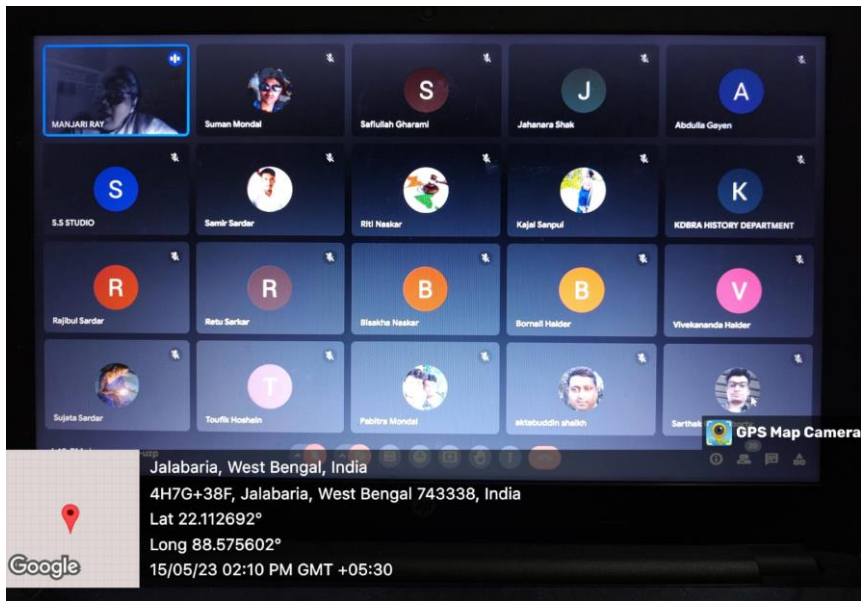 MANJARI RAY
Suman Mondal
S
Safiullah Gharami
J
Jahanara Shak
A
Abdulla Gayen
S
S.S STUDIO
Samir Sardar
Riti Naskar
Kajal Sanpui
K
KDBRA HISTORY DEPARTMENT
R
Rajibul Sardar
R
Retu Sarkar
B
Bisakha Naskar
B
Bornali Halder
V
Vivekananda Halder
Sujata Sardar
T
Toufik Hoshein
Pabitra Mondal
aktabuddin shaikh
Sarthak
GPS Map Camera
Jalabaria, West Bengal, India
4H7G+38F, Jalabaria, West Bengal 743338, India
Lat 22.112692°
Long 88.575602°
15/05/23 02:10 PM GMT +05:30
Google